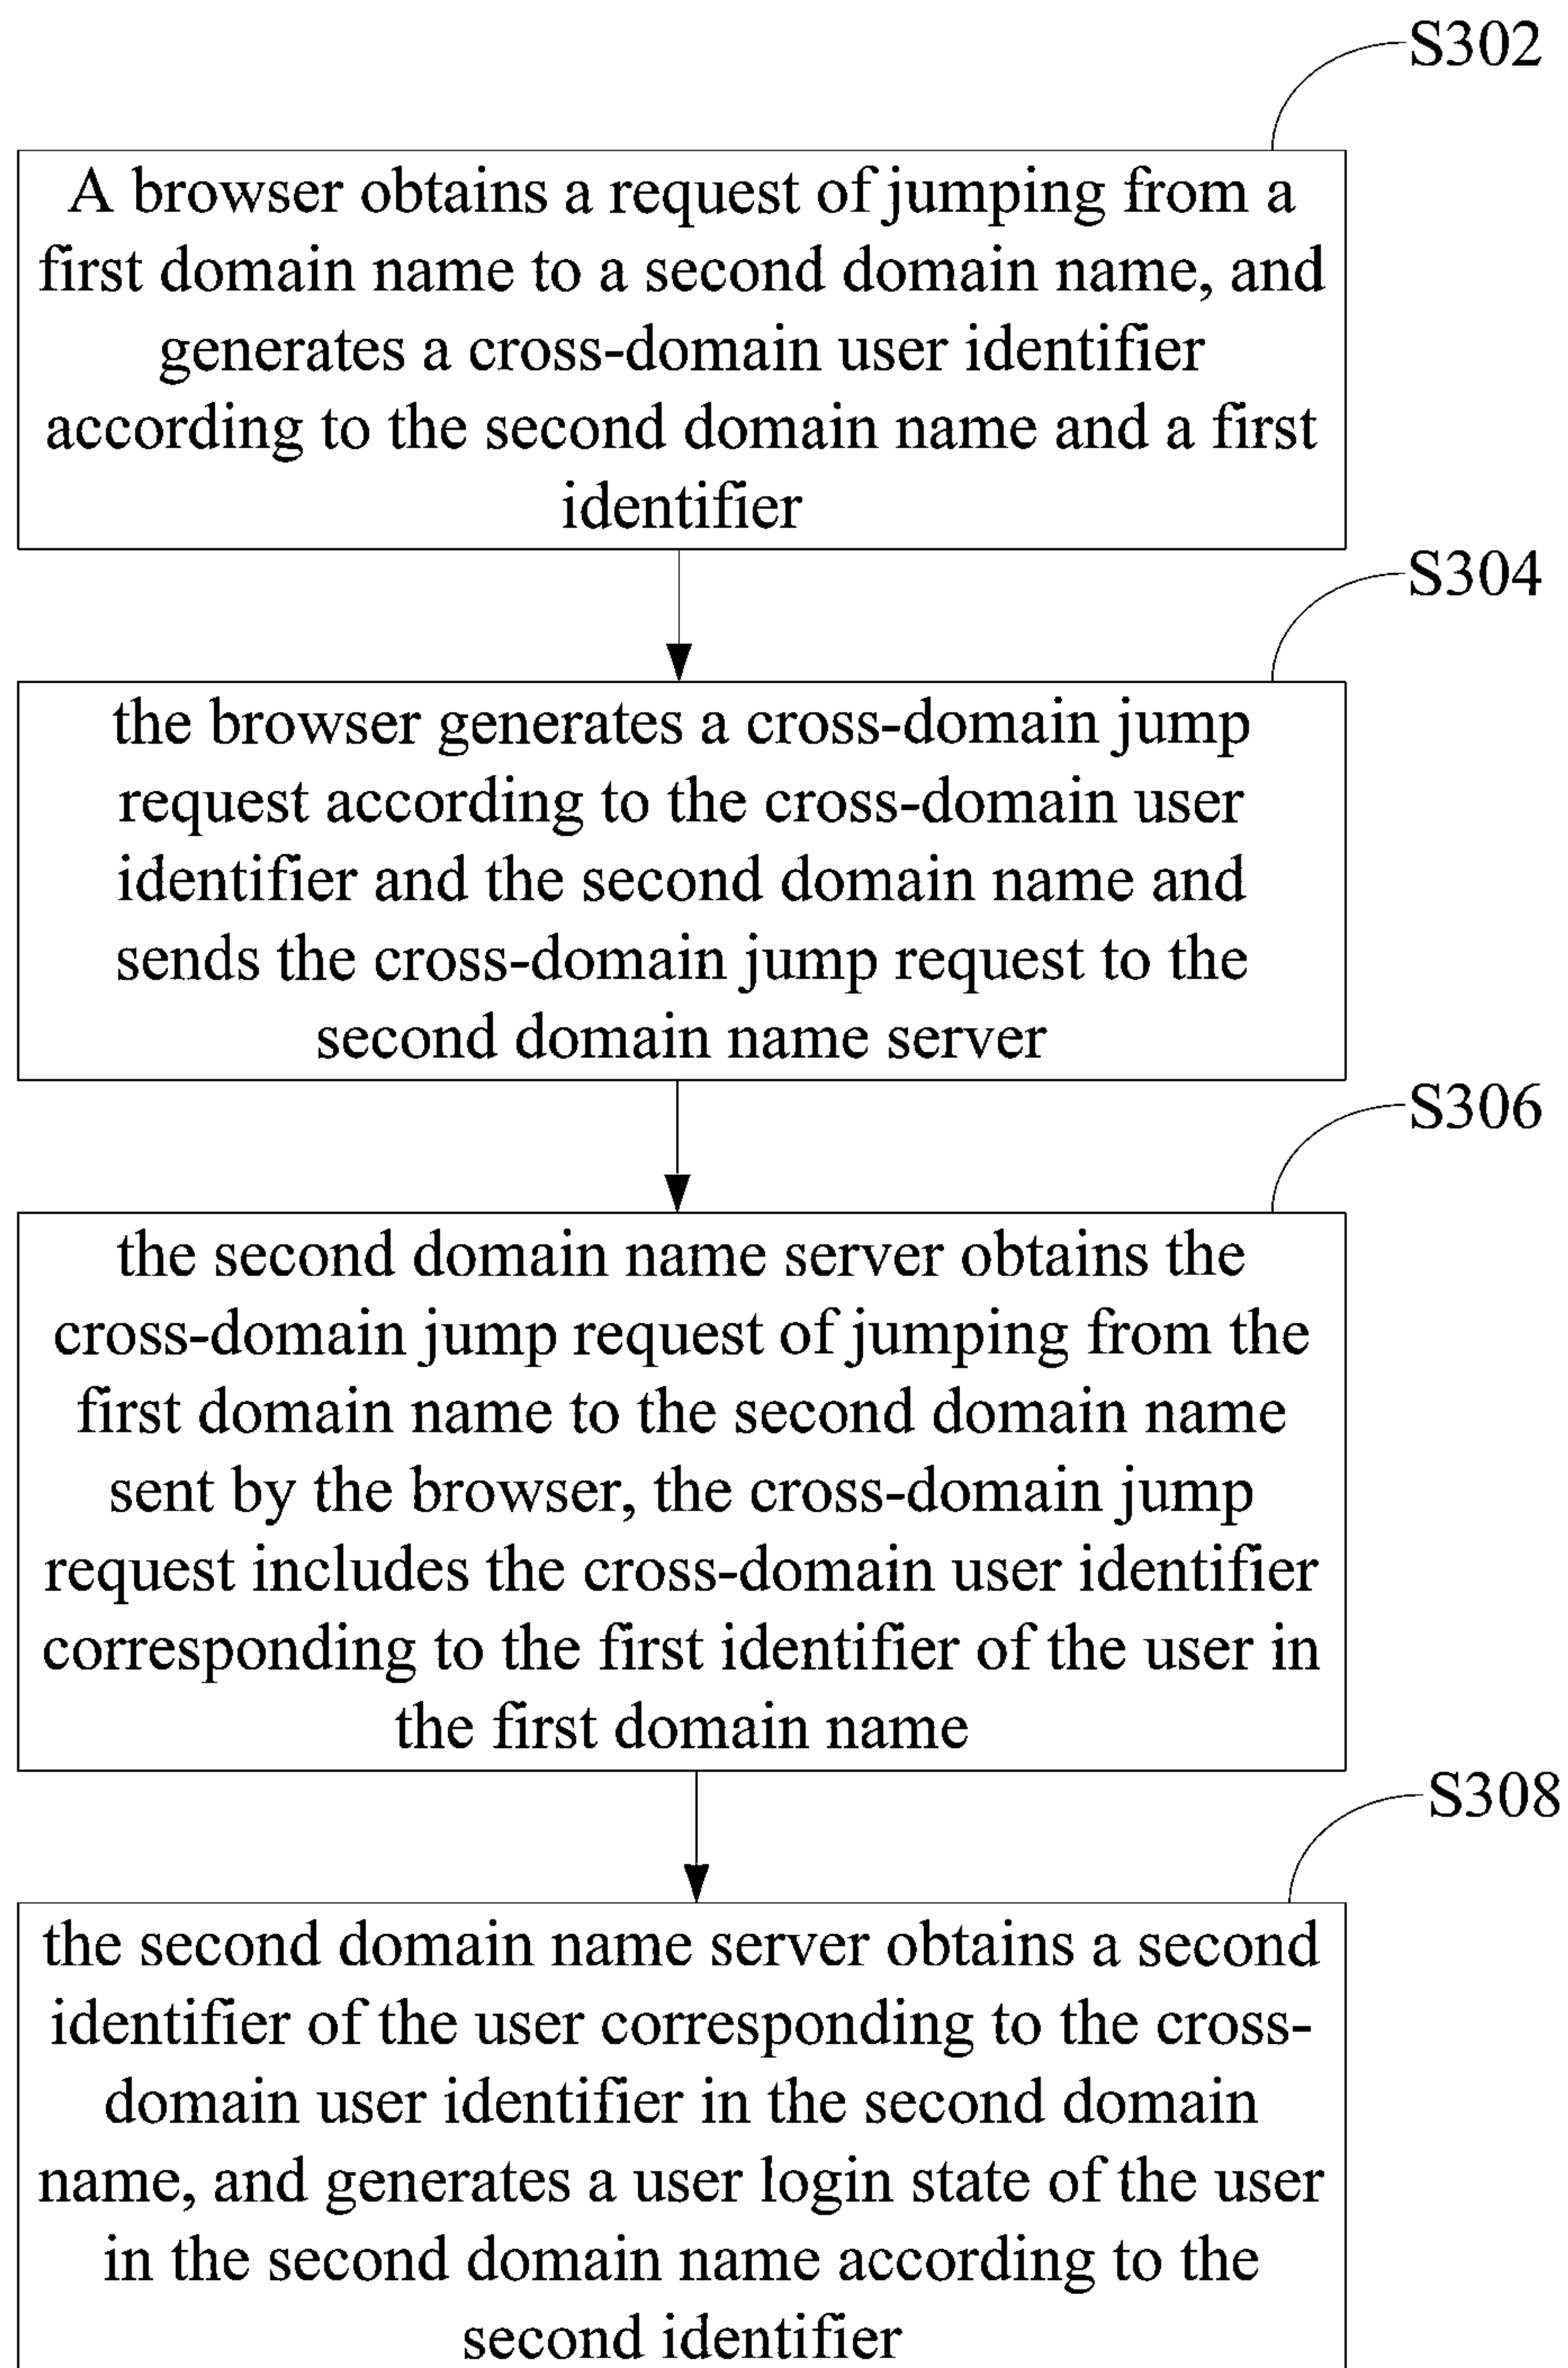 S302
A browser obtains a request of jumping from a
first domain name to a second domain name, and
generates a cross-domain user identifier
according to the second domain name and a first
identifier
S304
the browser generates a cross-domain jump
request according to the cross-domain user
identifier and the second domain name and
sends the cross-domain jump request to the
second domain name server
S306
the second domain name server obtains the
cross-domain jump request of jumping from the
first domain name to the second domain name
sent by the browser, the cross-domain jump
request includes the cross-domain user identifier
corresponding to the first identifier of the user in
the first domain name
S308
the second domain name server obtains a second
identifier of the user corresponding to the cross-
domain user identifier in the second domain
name, and generates a user login state of the user
in the second domain name according to the
second identifier